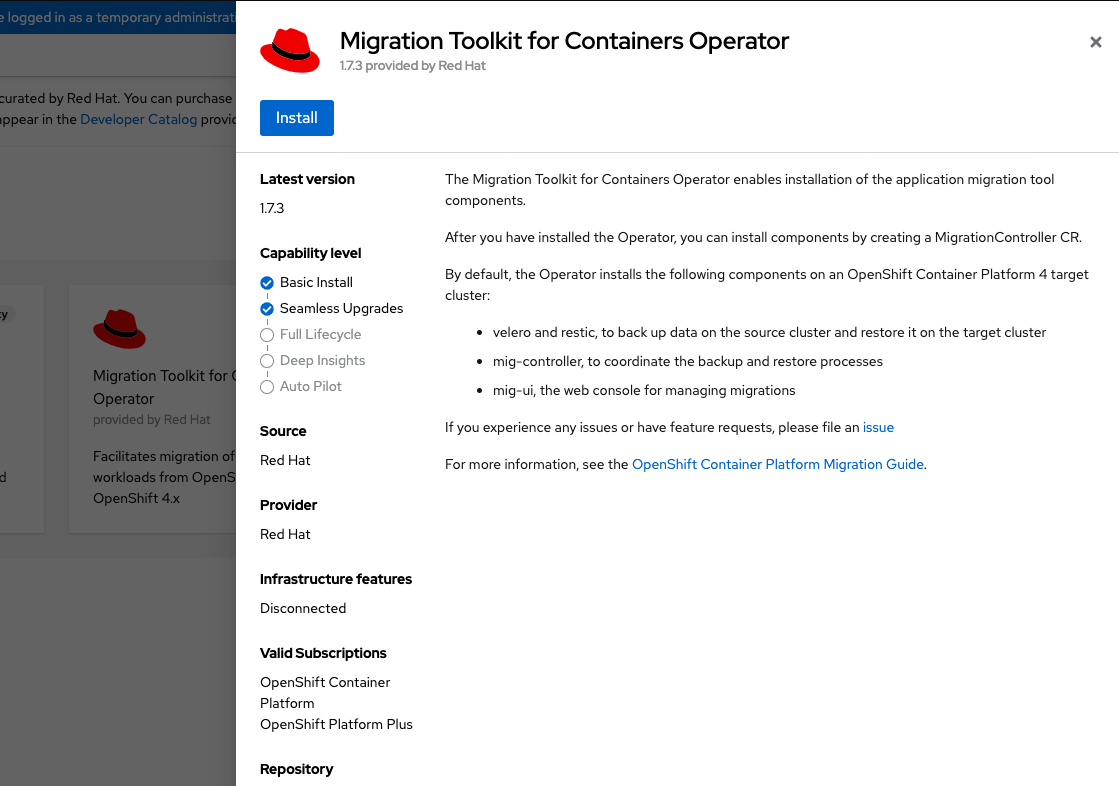 e logged in as a temporary administrati
curated by Red Hat. You can purchase
appear in the Developer Catalog provid
Migration Toolkit for
Operator
provided by Red Hat
Facilitates migration of
workloads from OpenS
OpenShift 4.x
Migration Toolkit for Containers Operator
1.7.3 provided by Red Hat
Install
Latest version
1.7.3
Capability level
Basic Install
Seamless Upgrades
Full Lifecycle
Deep Insights
Auto Pilot
Source
Red Hat
Provider
Red Hat
Infrastructure features
Disconnected
Valid Subscriptions
OpenShift Container
Platform
OpenShift Platform Plus
Repository
The Migration Toolkit for Containers Operator enables installation of the application migration tool
components.
After you have installed the Operator, you can install components by creating a MigrationController CR.
By default, the Operator installs the following components on an OpenShift Container Platform 4 target
cluster:
• velero and restic, to back up data on the source cluster and restore it on the target cluster
• mig-controller, to coordinate the backup and restore processes
• mig-ui, the web console for managing migrations
If you experience any issues or have feature requests, please file an issue
For more information, see the OpenShift Container Platform Migration Guide.